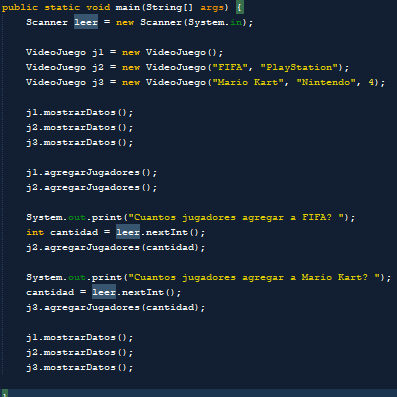 public static void main(String[] args) {
Scanner leer = new Scanner(System.in);
VideoJuego j1 = new VideoJuego();
VideoJuego j2 = new VideoJuego("FIFA", "PlayStation");
VideoJuego j3 = new VideoJuego("Mario Kart", "Nintendo", 4);
j1.mostrarDatos();
j2.mostrarDatos();
j3.mostrarDatos();
j1.agregarJugadores();
j2.agregarJugadores();
System.out.print("Cuantos jugadores agregar a FIFA? ");
int cantidad = leer.nextInt();
j2.agregarJugadores(cantidad);
System.out.print("Cuantos jugadores agregar a Mario Kart? ");
cantidad = leer.nextInt();
j3.agregarJugadores(cantidad);
j1.mostrarDatos();
j2.mostrarDatos();
j3.mostrarDatos();
}